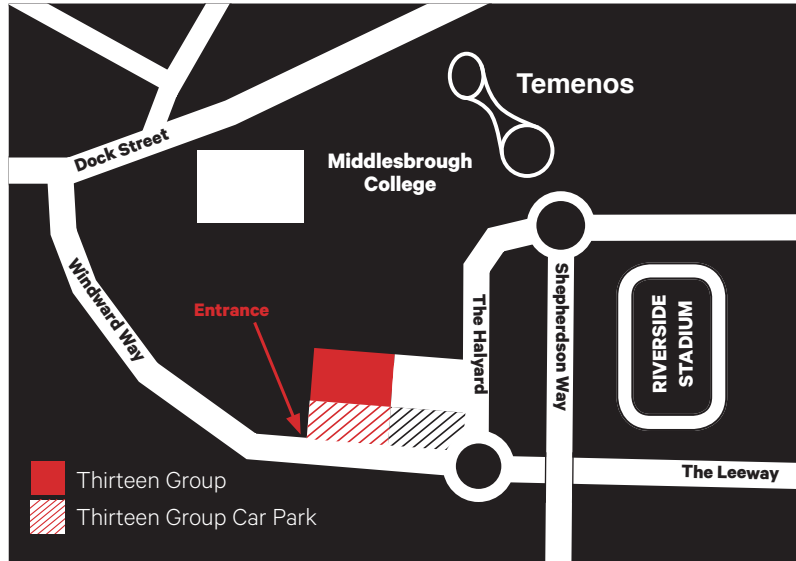 Temenos
Dock Street
Middlesbrough
College
Windward Way
Entrance
The Halyard
Shepherdson Way
RIVERSIDE
STADIUM
The Leeway
Thirteen Group
Thirteen Group Car Park